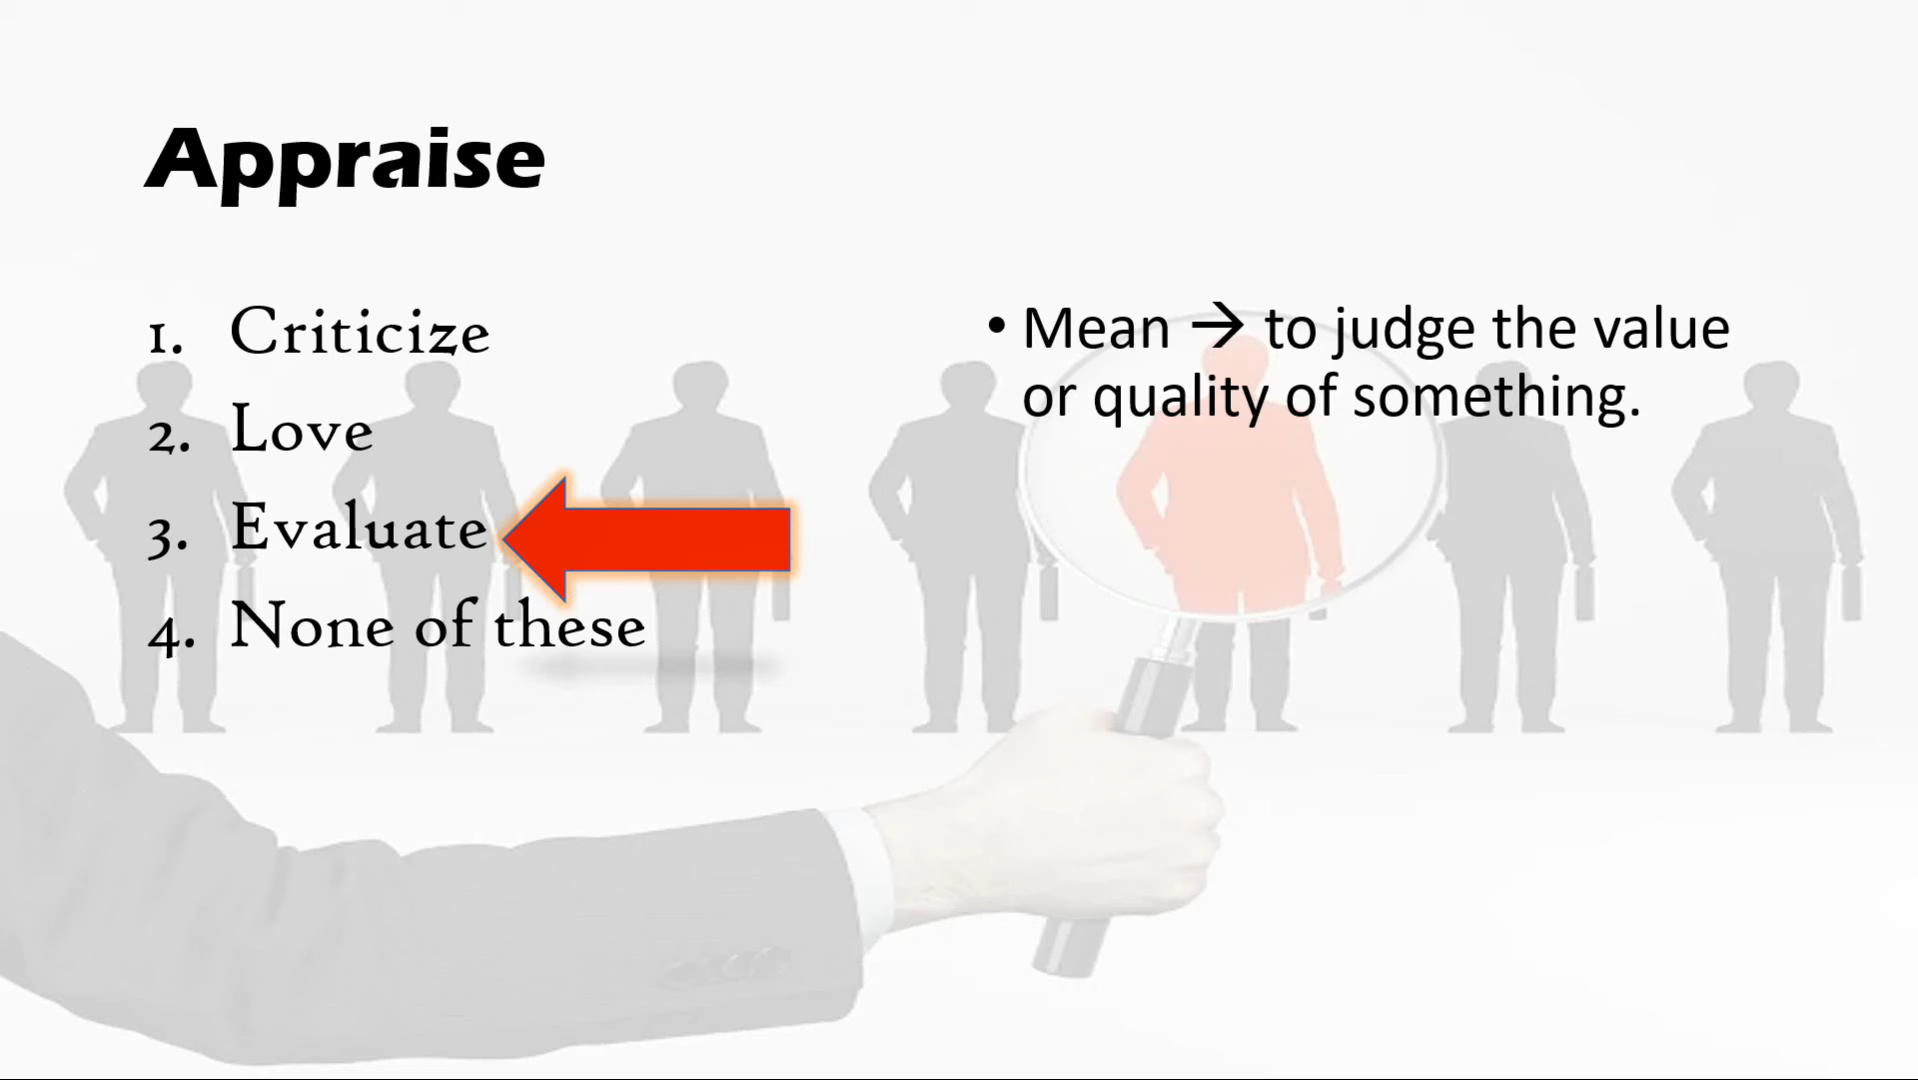 Appraise
1. Criticize
2. Love
3. Evaluate
4. None of these
• Mean → to judge the value
or quality of something.